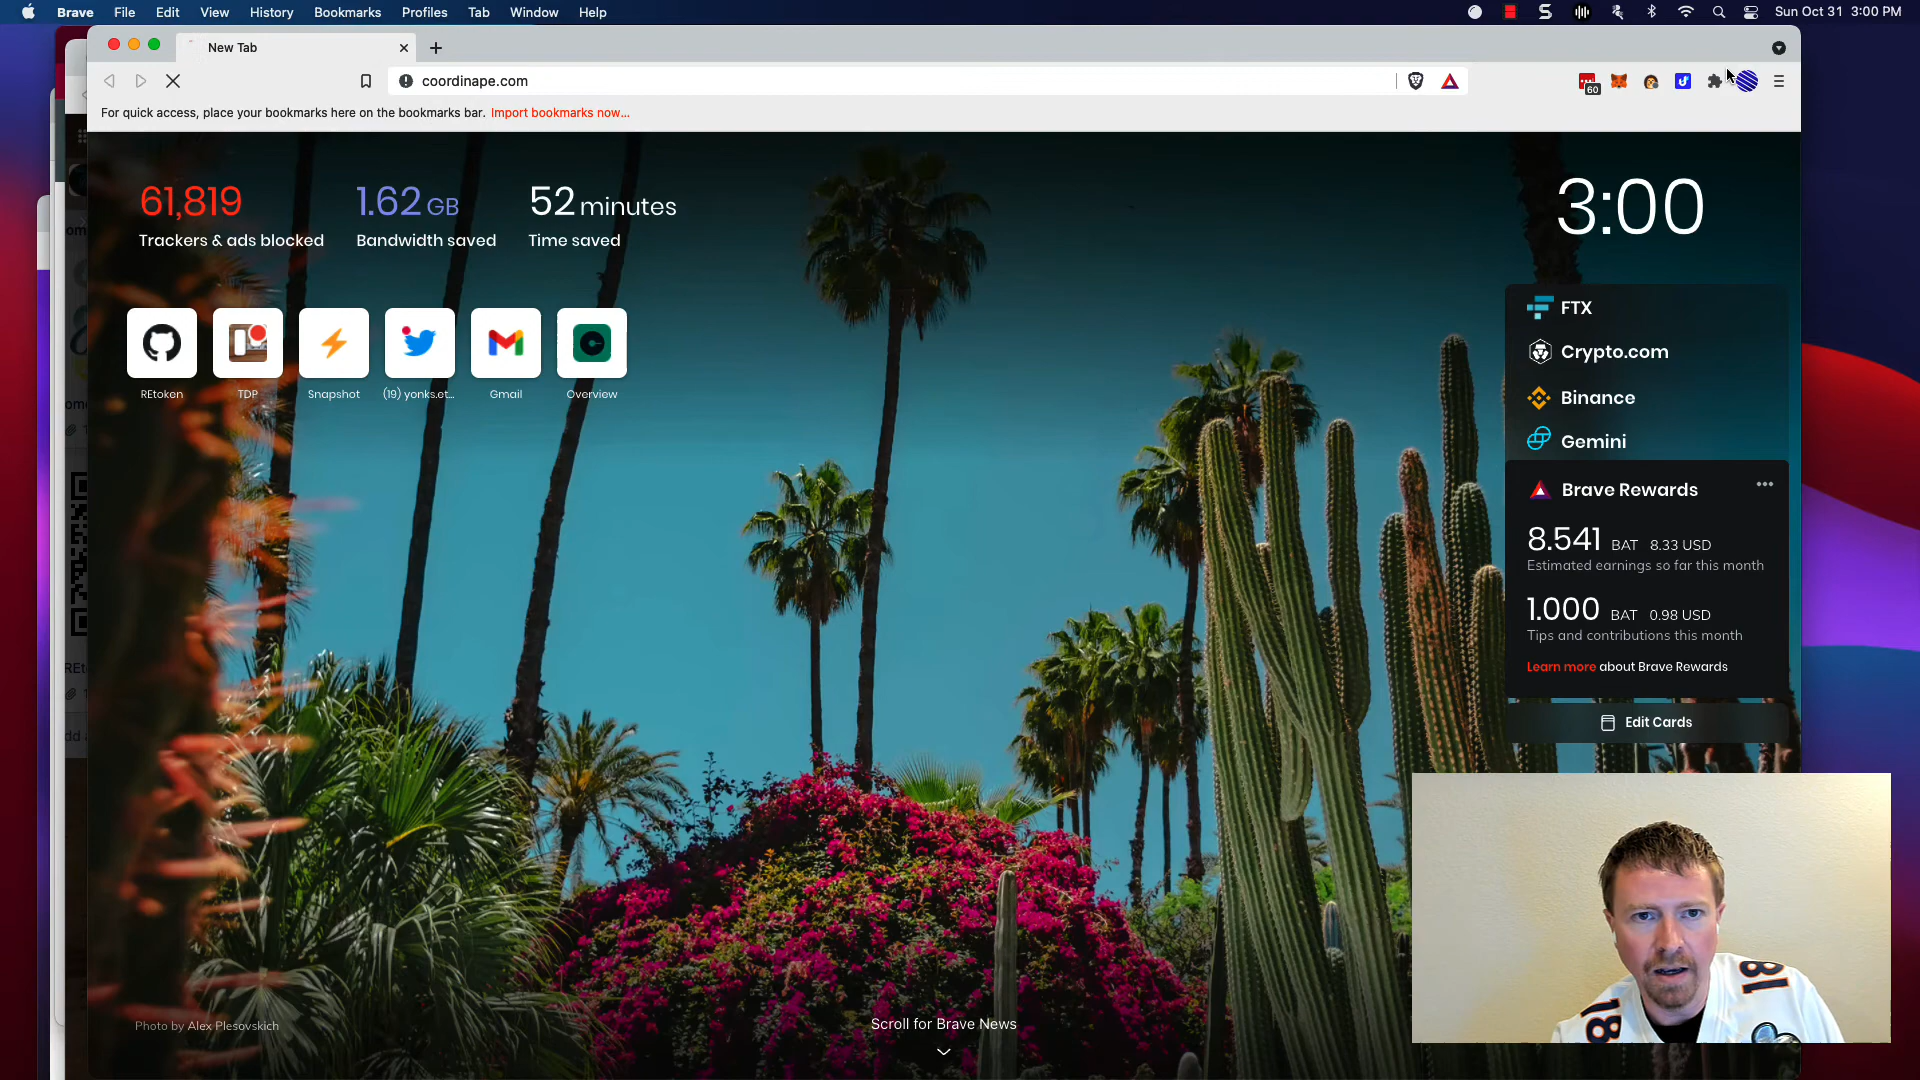 Brave File Edit View History Bookmarks Profiles Tab Window Help Sun Oct 31 3:00 PM
New Tab
coordinape.com
60
For quick access, place your bookmarks here on the bookmarks bar. Import bookmarks now...
61,819 1.62 GB 52 minutes
Trackers & ads blocked Bandwidth saved Time saved
3:00
FTX
Crypto.com
Binance
Gemini
REtoken TDP Snapshot (19) yonks.et... Gmail Overview
Brave Rewards
8.541 BAT 8.33 USD
Estimated earnings so far this month
1.000 BAT 0.98 USD
Tips and contributions this month
Learn more about Brave Rewards
Edit Cards
Photo by Alex Plesovskich
Scroll for Brave News
18
18